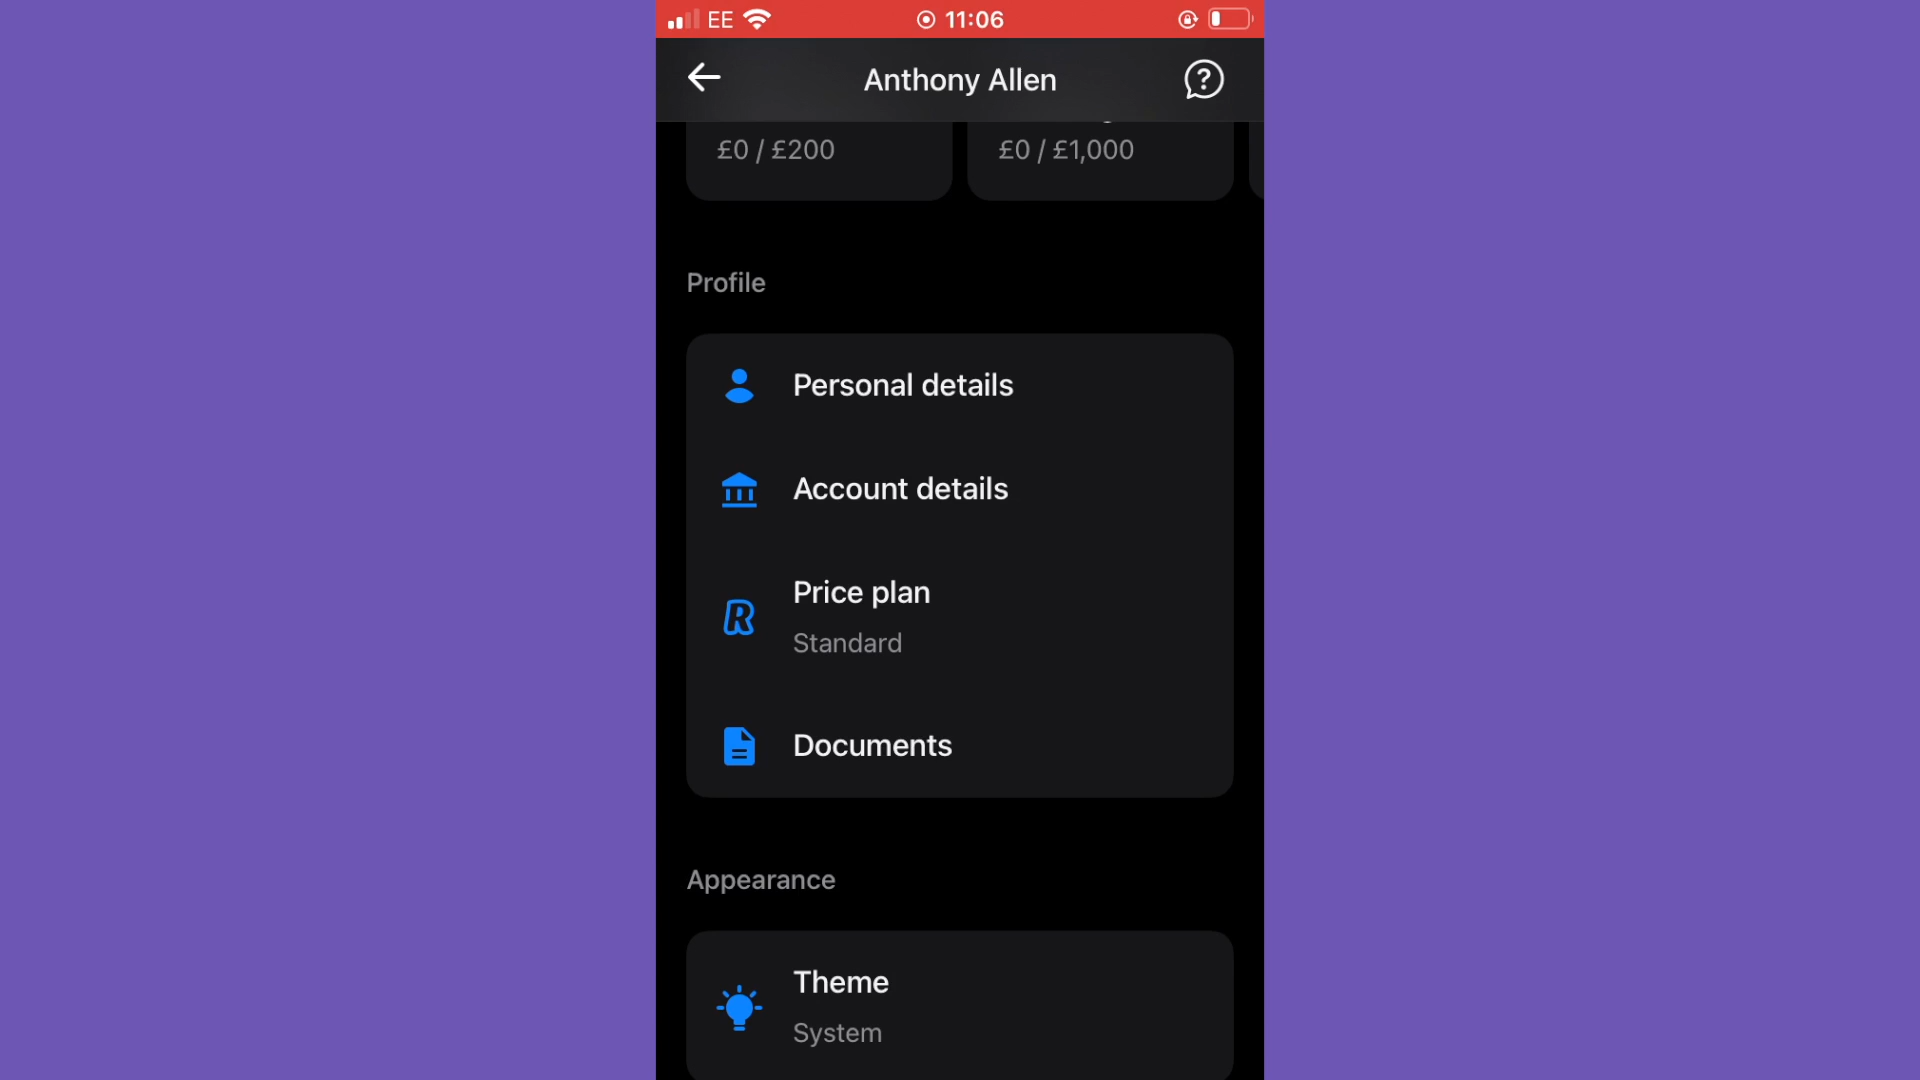 EE 11:06
Anthony Allen
£0 / £200 £0 / £1,000
Profile
Personal details
Account details
Price plan
Standard
Documents
Appearance
Theme
System